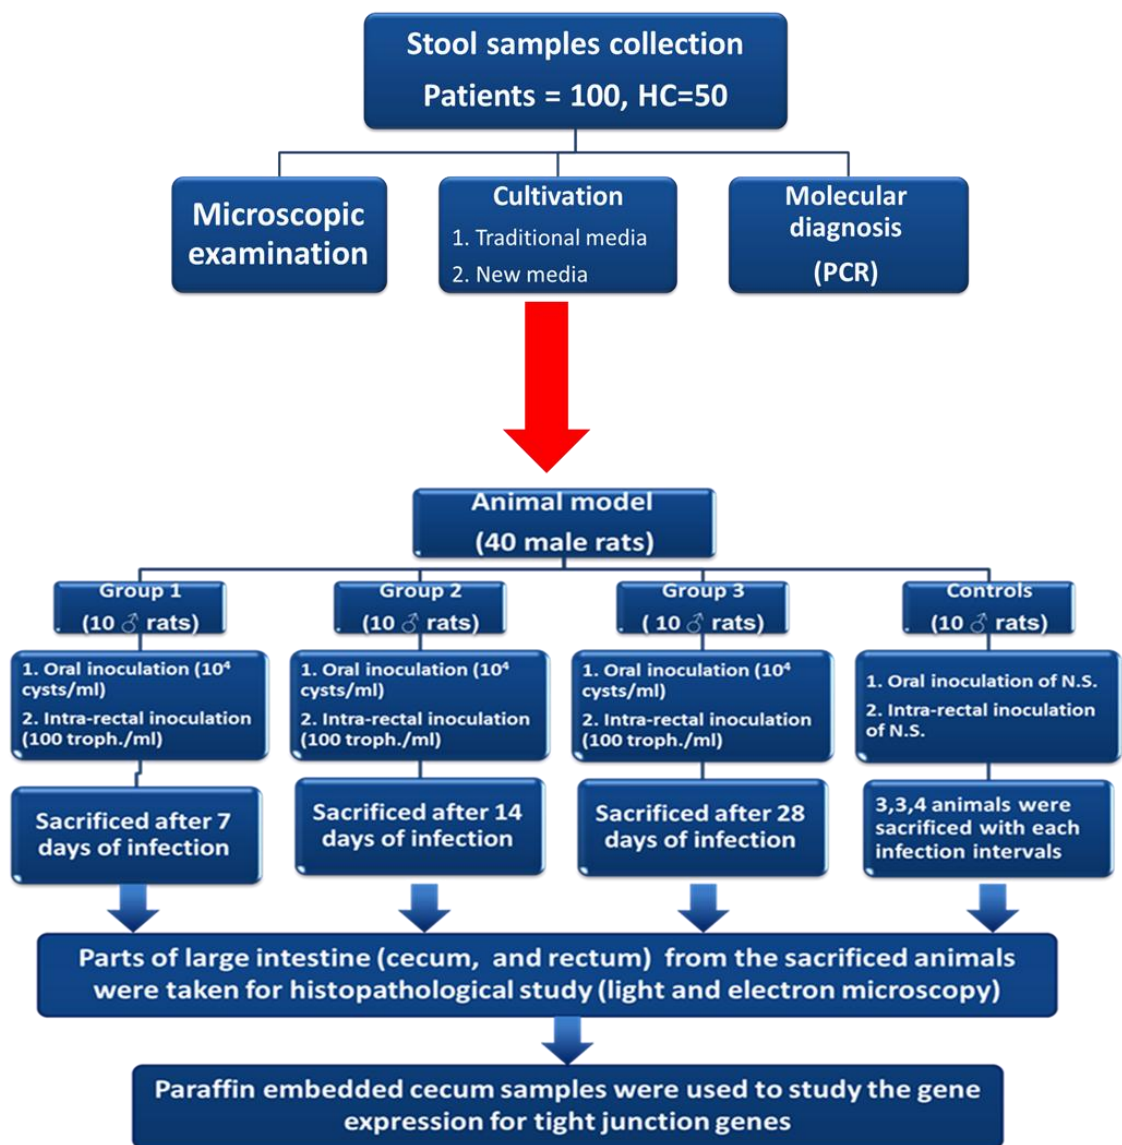 Stool samples collection
Patients = 100, HC=50
Microscopic
examination
Cultivation
1. Traditional media
2. New media
Molecular
diagnosis
(PCR)
Animal model
(40 male rats)
Group 1
(10 ♂ rats)
Group 2
(10 ♂ rats)
Group 3
( 10 ♂ rats)
Controls
(10 ♂ rats)
1. Oral inoculation (10⁴
cysts/ml)
2. Intra-rectal inoculation
(100 troph./ml)
1. Oral inoculation (10⁴
cysts/ml)
2. Intra-rectal inoculation
(100 troph./ml)
1. Oral inoculation (10⁴
cysts/ml)
2. Intra-rectal inoculation
(100 troph./ml)
1. Oral inoculation of N.S.
2. Intra-rectal inoculation
of N.S.
Sacrificed after 7
days of infection
Sacrificed after 14
days of infection
Sacrificed after 28
days of infection
3,3,4 animals were
sacrificed with each
infection intervals
Parts of large intestine (cecum, and rectum) from the sacrificed animals
were taken for histopathological study (light and electron microscopy)
Paraffin embedded cecum samples were used to study the gene
expression for tight junction genes